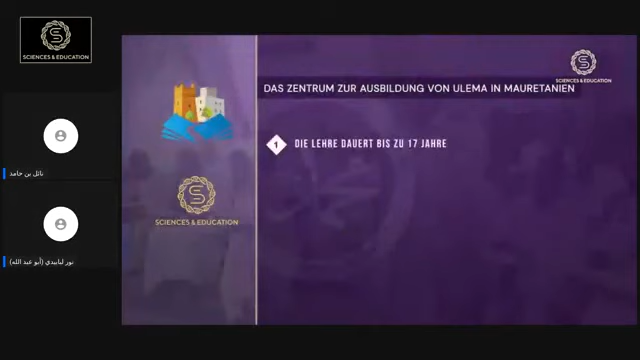 SCIENCES & EDUCATION
SCIENCES & EDUCATION
DAS ZENTRUM ZUR AUSBILDUNG VON ULEMA IN MAURETANIEN
1 DIE LEHRE DAUERT BIS ZU 17 JAHRE
نائل بن حامد
SCIENCES & EDUCATION
نور لبابيدي (أبو عبد الله)